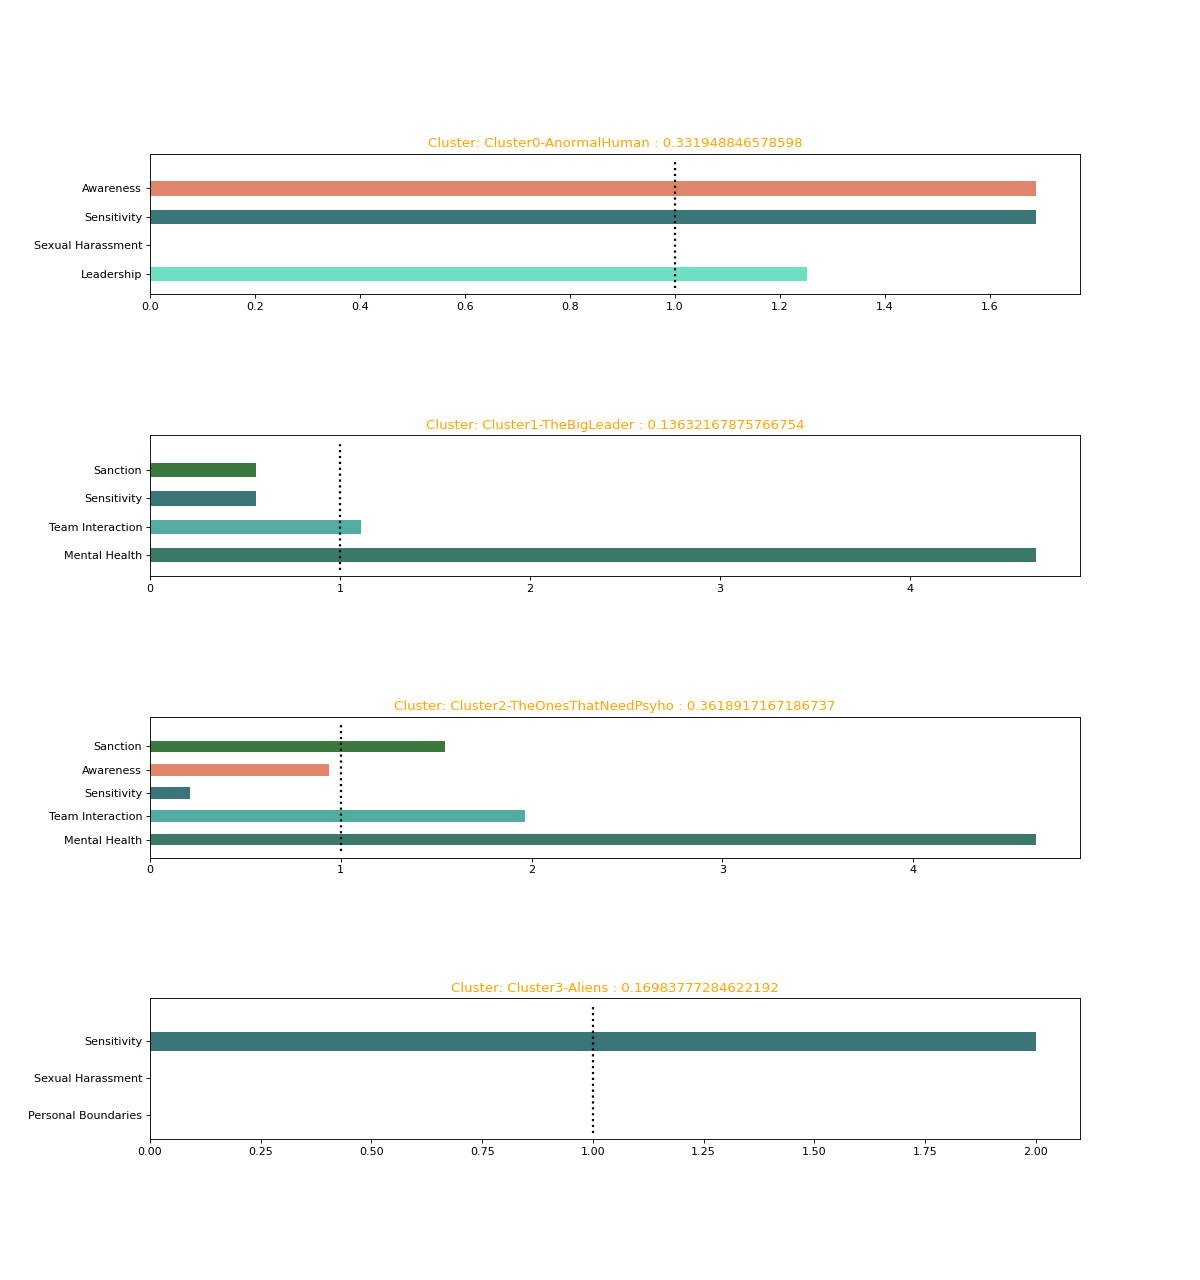 Cluster: Cluster0-AnormalHuman : 0.331948846578598
Awareness
Sensitivity
Sexual Harassment
Leadership
0.0 0.2 0.4 0.6 0.8 1.0 1.2 1.4 1.6
Cluster: Cluster1-TheBigLeader : 0.13632167875766754
Sanction
Sensitivity
Team Interaction
Mental Health
0 1 2 3 4
Cluster: Cluster2-TheOnesThatNeedPsyho : 0.3618917167186737
Sanction
Awareness
Sensitivity
Team Interaction
Mental Health
0 1 2 3 4
Cluster: Cluster3-Aliens : 0.16983777284622192
Sensitivity
Sexual Harassment
Personal Boundaries
0.00 0.25 0.50 0.75 1.00 1.25 1.50 1.75 2.00